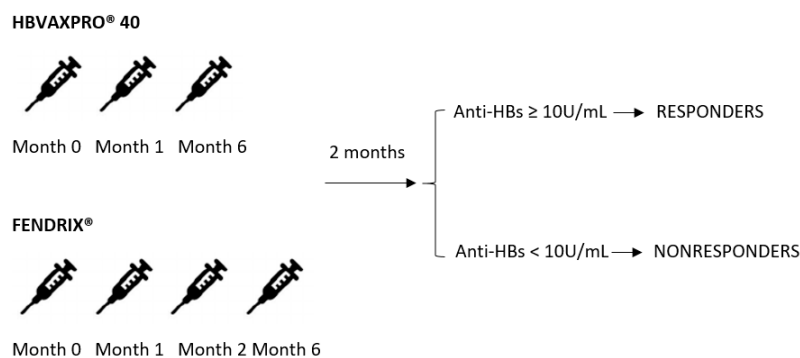 HBVAXPRO® 40
Month 0 Month 1 Month 6
2 months
Anti-HBs ≥ 10U/mL → RESPONDERS
Anti-HBs < 10U/mL → NONRESPONDERS
FENDRIX®
Month 0 Month 1 Month 2 Month 6